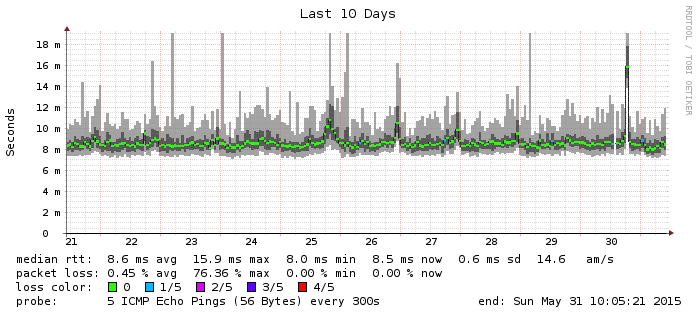 Last 10 Days
RRDTOOL / TOBI OETIKER
Seconds
18 m
16 m
14 m
12 m
10 m
8 m
6 m
4 m
2 m
0
21 22 23 24 25 26 27 28 29 30
median rtt: 8.6 ms avg 15.9 ms max 8.0 ms min 8.5 ms now 0.6 ms sd 14.6 am/s
packet loss: 0.45 % avg 76.36 % max 0.00 % min 0.00 % now
loss color: 0 1/5 2/5 3/5 4/5
probe: 5 ICMP Echo Pings (56 Bytes) every 300s end: Sun May 31 10:05:21 2015